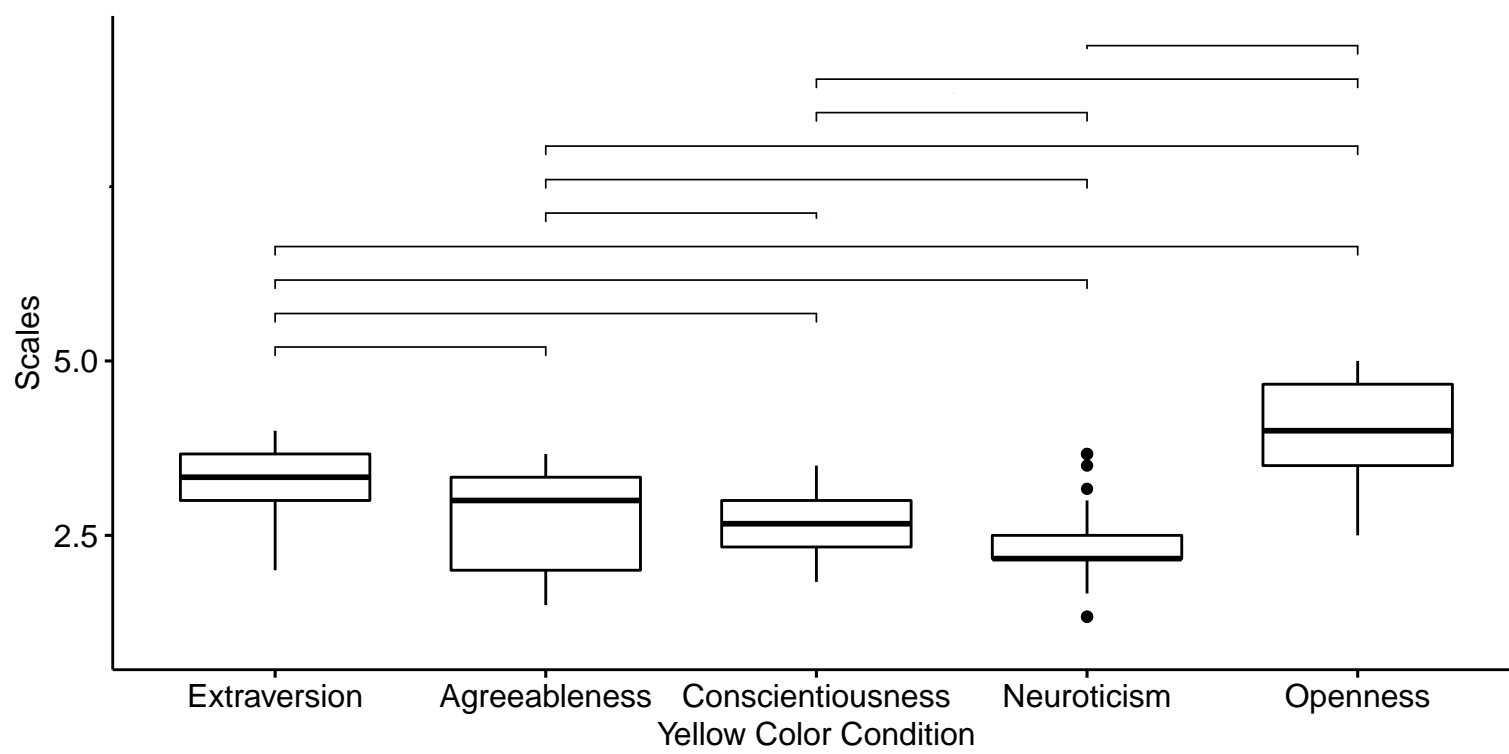 Scales
5.0
2.5
Extraversion Agreeableness Conscientiousness Neuroticism Openness
Yellow Color Condition